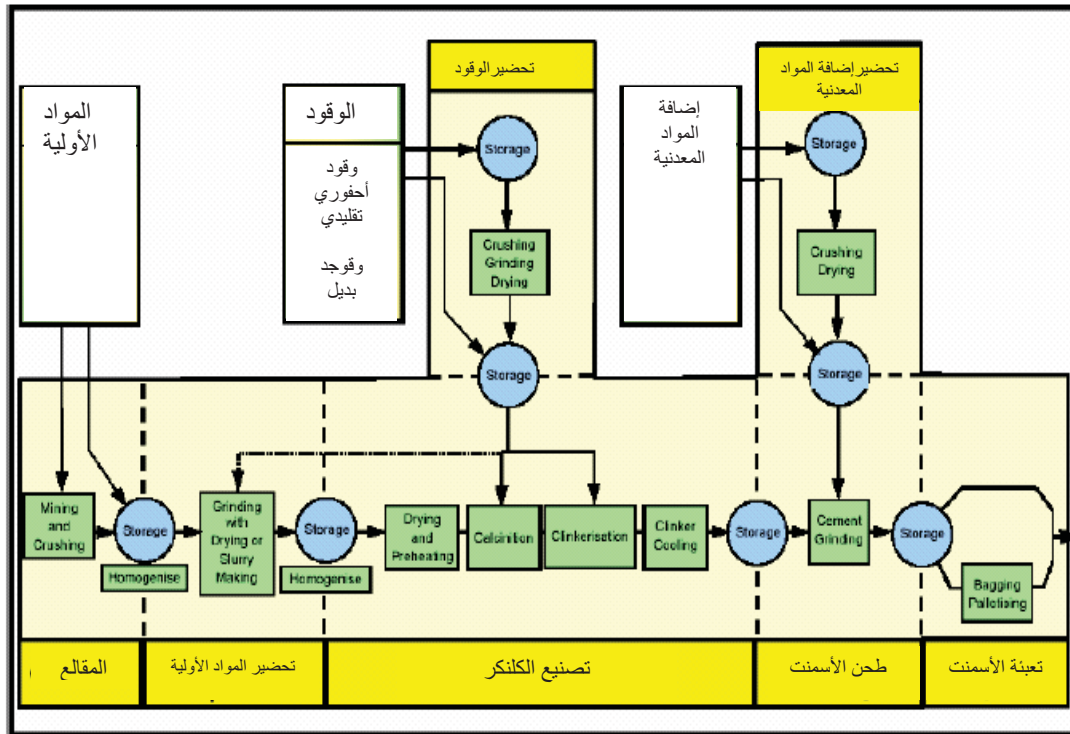 تحضير الوقود
تحضير إضافة المواد
المعدنية
المواد
الأولية
الوقود
وقود
أحفوري
تقليدي
وقوجد
بديل
إضافة
المواد
المعدنية
Storage
Crushing
Grinding
Drying
Storage
Storage
Crushing
Drying
Storage
Mining
and
Crushing
Storage
Homogenise
Grinding
with
Drying or
Slurry
Making
Storage
Homogenise
Drying
and
Preheating
Calcinition
Clinkerisation
Clinker
Cooling
Storage
Cement
Grinding
Storage
Bagging
Palletising
المقالع
تحضير المواد الأولية
تصنيع الكلنكر
طحن الأسمنت
تعبئة الأسمنت